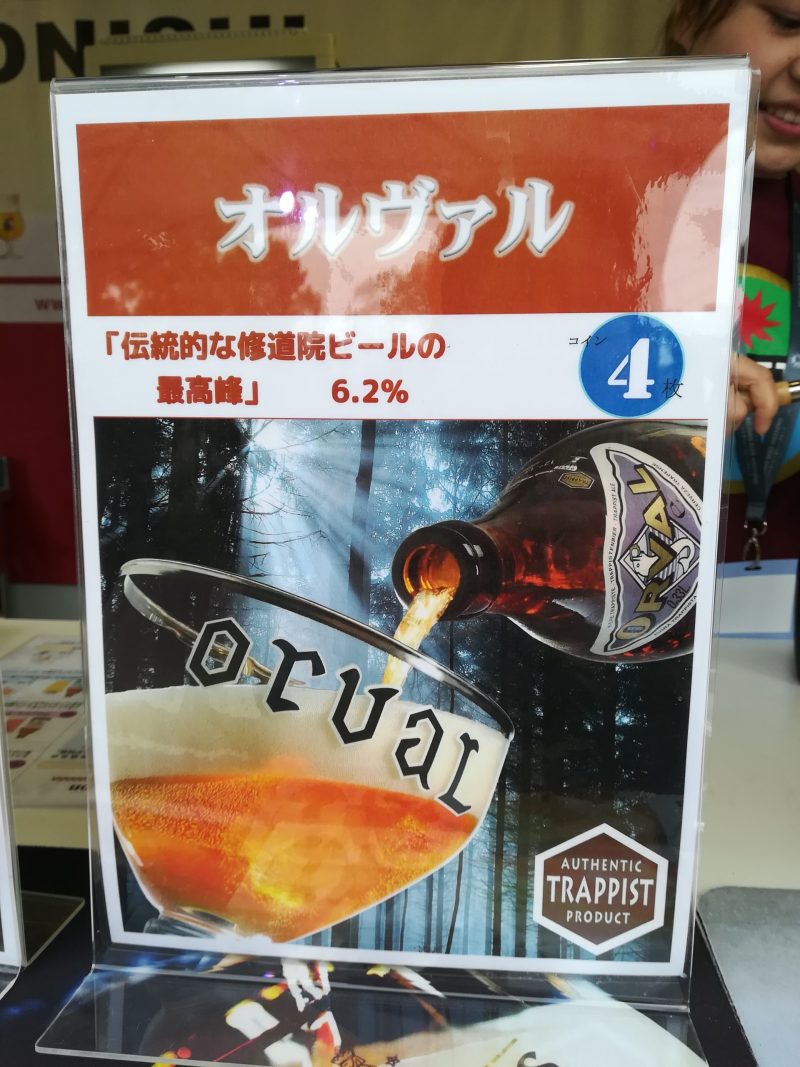 オルヴァル
「伝統的な修道院ビールの
最高峰」 6.2%
コイン
4枚
ORVAL
orval
AUTHENTIC
TRAPPIST
PRODUCT